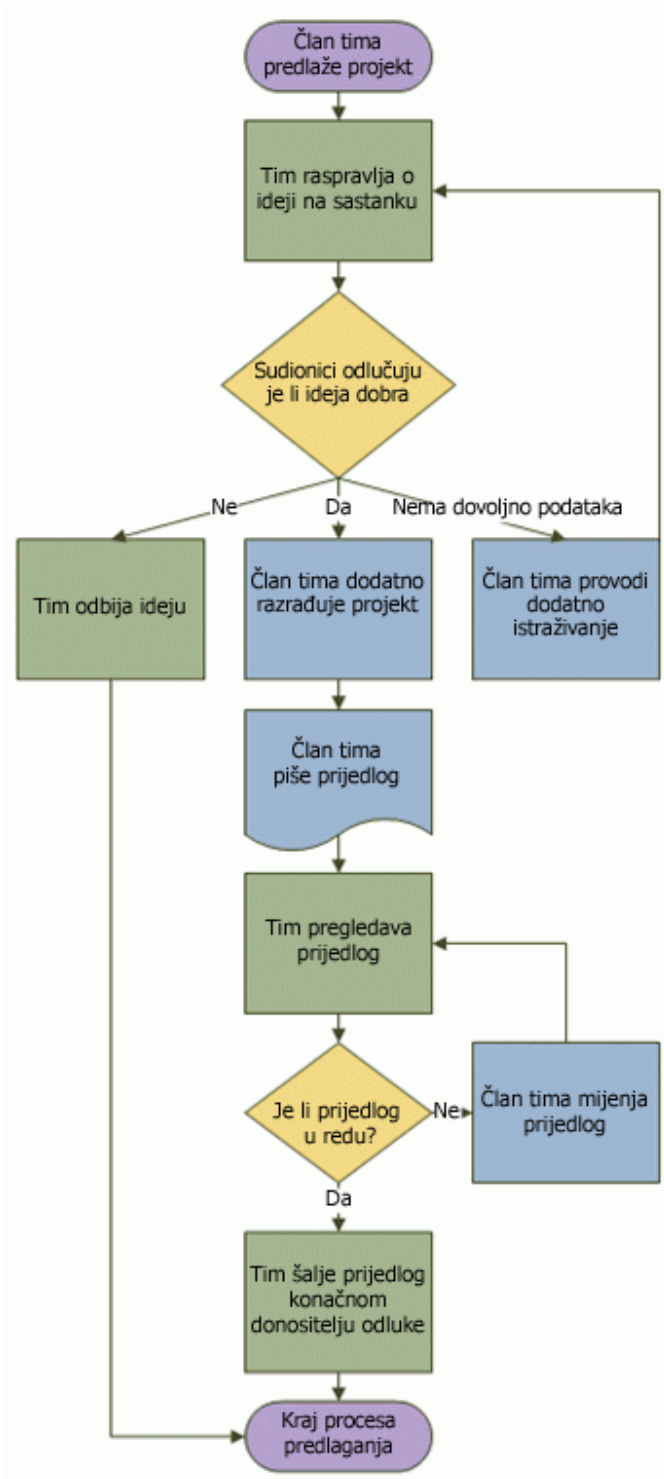 Član tima
predlaže projekt
Tim raspravlja o
ideji na sastanku
Sudionici odlučuju
je li ideja dobra
Ne
Da
Nema dovoljno podataka
Tim odbija ideju
Član tima dodatno
razrađuje projekt
Član tima provodi
dodatno
istraživanje
Član tima
piše prijedlog
Tim pregledava
prijedlog
Je li prijedlog
u redu?
Ne
Član tima mijenja
prijedlog
Da
Tim šalje prijedlog
konačnom
donositelju odluke
Kraj procesa
predlaganja